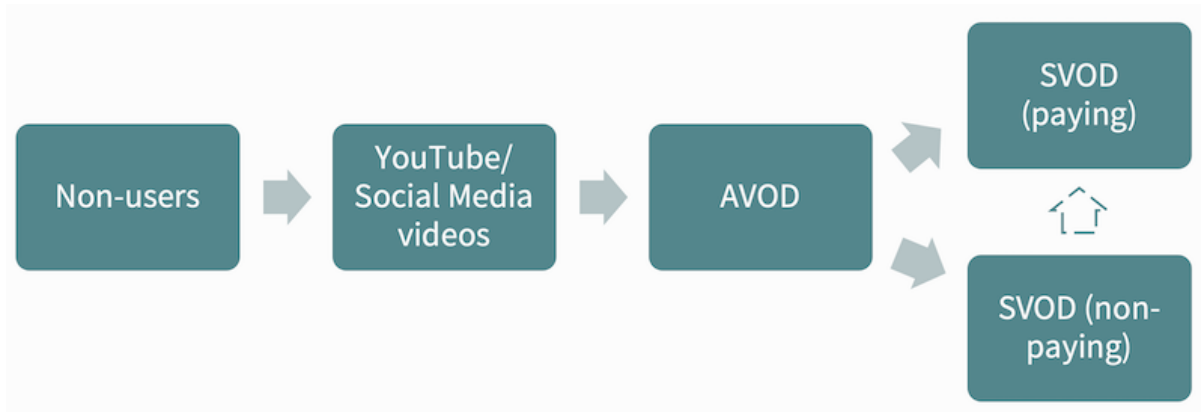 Non-users
YouTube/
Social Media
videos
AVOD
SVOD
(paying)
SVOD (non-
paying)